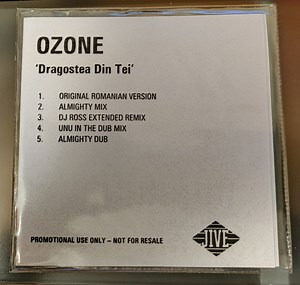 OZONE
'Dragostea Din Tei'
1. ORIGINAL ROMANIAN VERSION
2. ALMIGHTY MIX
3. DJ ROSS EXTENDED REMIX
4. UNU IN THE DUB MIX
5. ALMIGHTY DUB
JIVE
PROMOTIONAL USE ONLY – NOT FOR RESALE